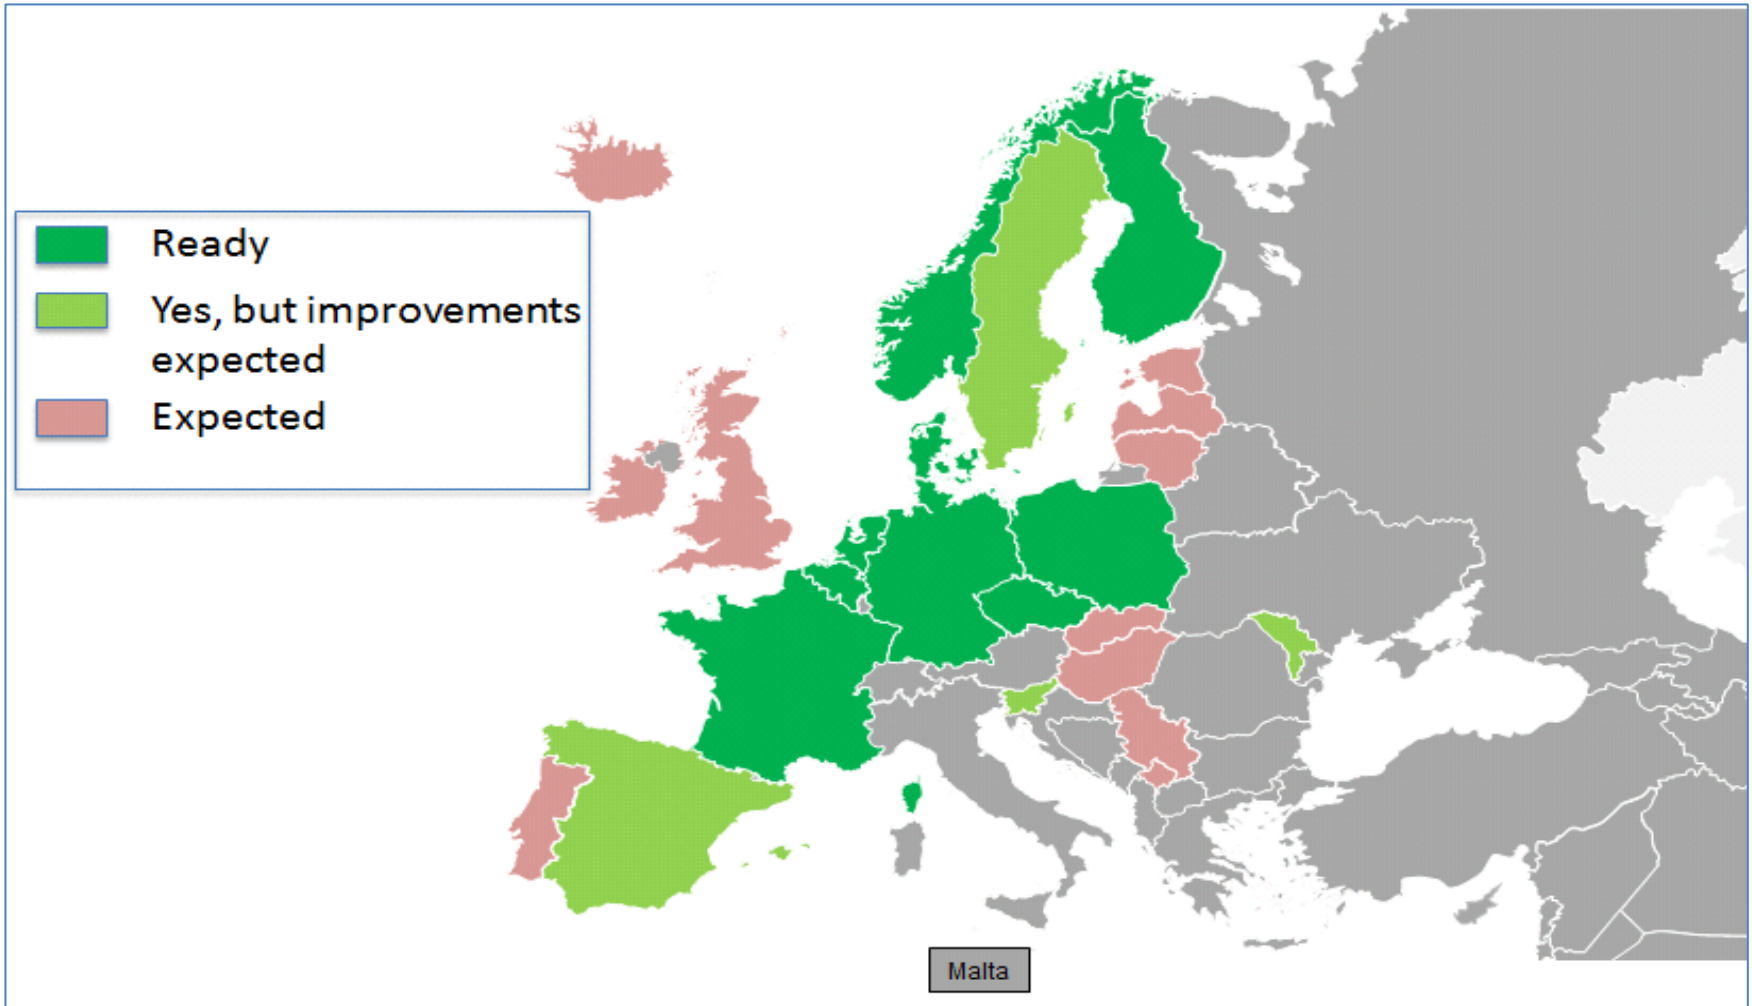 Ready
Yes, but improvements
expected
Expected
Malta